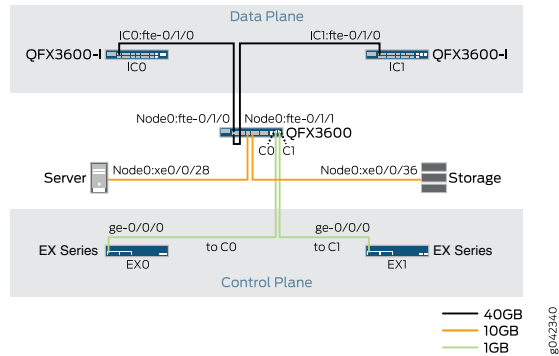 Data Plane
IC0:fte-0/1/0
IC1:fte-0/1/0
QFX3600-I
IC0
IC1
QFX3600-I
Node0:fte-0/1/0
Node0:fte-0/1/1
QFX3600
C0
C1
Node0:xe0/0/28
Node0:xe0/0/36
Server
Storage
ge-0/0/0
ge-0/0/0
EX Series
to C0
to C1
EX Series
EX0
EX1
Control Plane
40GB
10GB
1GB
g042340